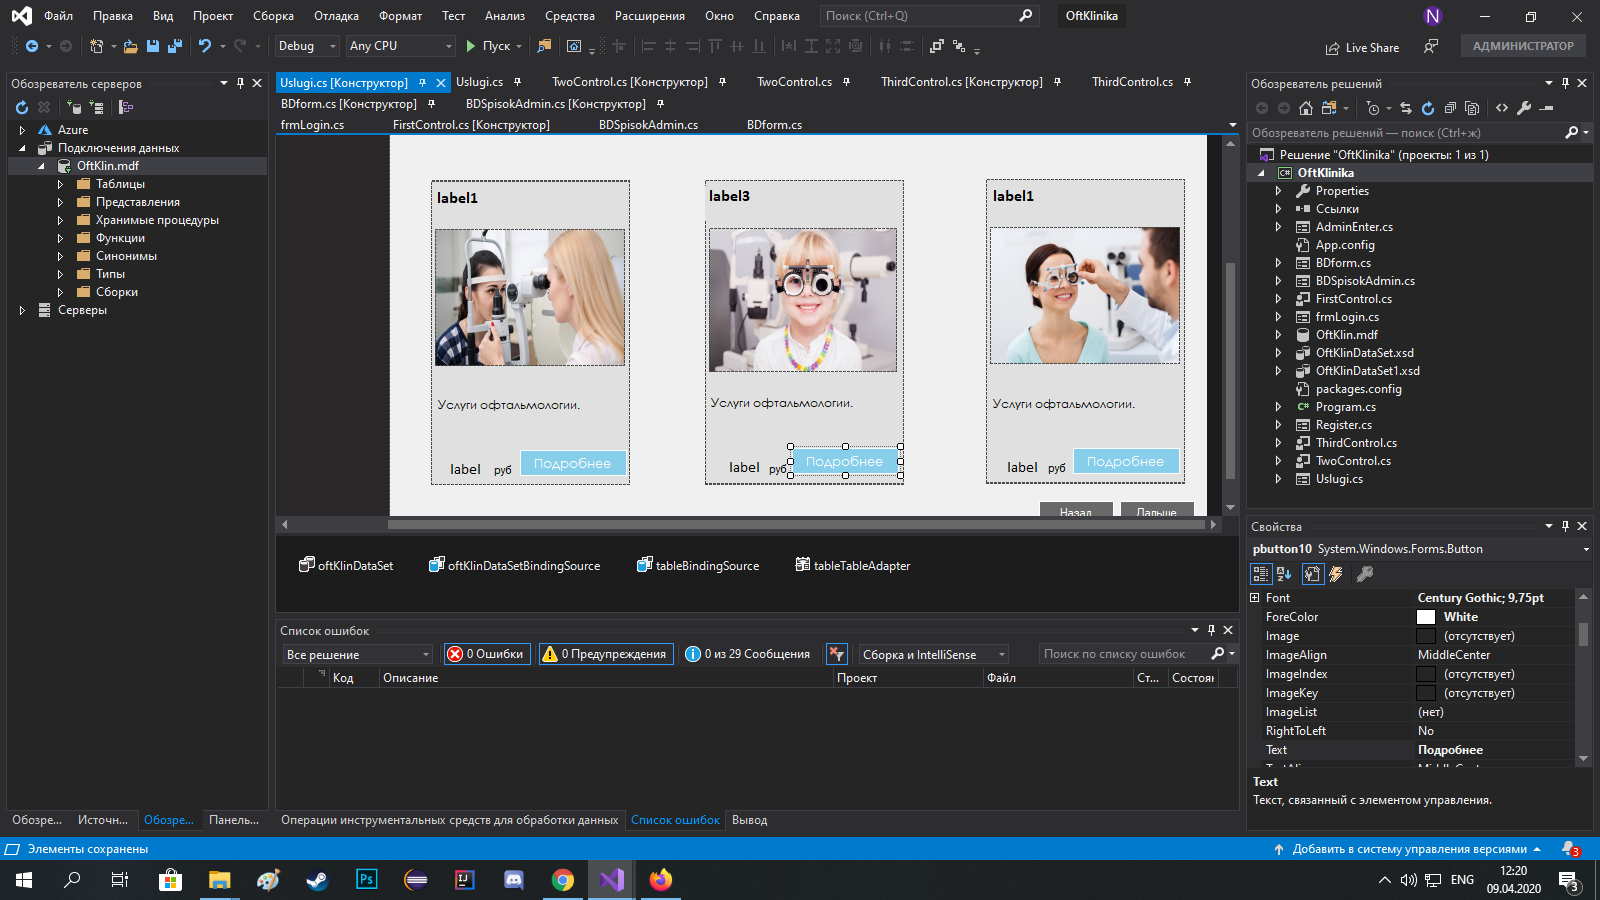 Файл Правка Вид Проект Сборка Отладка Формат Тест Анализ Средства Расширения Окно Справка Поиск (Ctrl+Q) OftKlinika N
Debug Any CPU Пуск Live Share АДМИНИСТРАТОР
Обозреватель серверов
Azure
Подключения данных
OftKlin.mdf
Таблицы
Представления
Хранимые процедуры
Функции
Синонимы
Типы
Сборки
Серверы
Обозре... Источн... Обозре... Панель...
Uslugi.cs [Конструктор] Uslugi.cs TwoControl.cs [Конструктор] TwoControl.cs ThirdControl.cs [Конструктор] ThirdControl.cs
BDform.cs [Конструктор] BDSpisokAdmin.cs [Конструктор]
frmLogin.cs FirstControl.cs [Конструктор] BDSpisokAdmin.cs BDform.cs
label1 label3 label1
Услуги офтальмологии. Услуги офтальмологии. Услуги офтальмологии.
label руб Подробнее label руб Подробнее label руб Подробнее
Назад Дальше
oftKlinDataSet oftKlinDataSetBindingSource tableBindingSource tableTableAdapter
Список ошибок
Все решение 0 Ошибки 0 Предупреждения 0 из 29 Сообщения Сборка и IntelliSense Поиск по списку ошибок
Код Описание Проект Файл Ст... Состоян
Операции инструментальных средств для обработки данных Список ошибок Вывод
Обозреватель решений
Обозреватель решений — поиск (Ctrl+ж)
Решение "OftKlinika" (проекты: 1 из 1)
C# OftKlinika
Properties
Ссылки
AdminEnter.cs
App.config
BDform.cs
BDSpisokAdmin.cs
FirstControl.cs
frmLogin.cs
OftKlin.mdf
OftKlinDataSet.xsd
OftKlinDataSet1.xsd
packages.config
C# Program.cs
Register.cs
ThirdControl.cs
TwoControl.cs
Uslugi.cs
Свойства
pbutton10 System.Windows.Forms.Button
Font Century Gothic; 9,75pt
ForeColor White
Image (отсутствует)
ImageAlign MiddleCenter
ImageIndex (отсутствует)
ImageKey (отсутствует)
ImageList (нет)
RightToLeft No
Text Подробнее
Text
Текст, связанный с элементом управления.
Элементы сохранены Добавить в систему управления версиями 3
Ps IJ ENG 12:20
09.04.2020 3